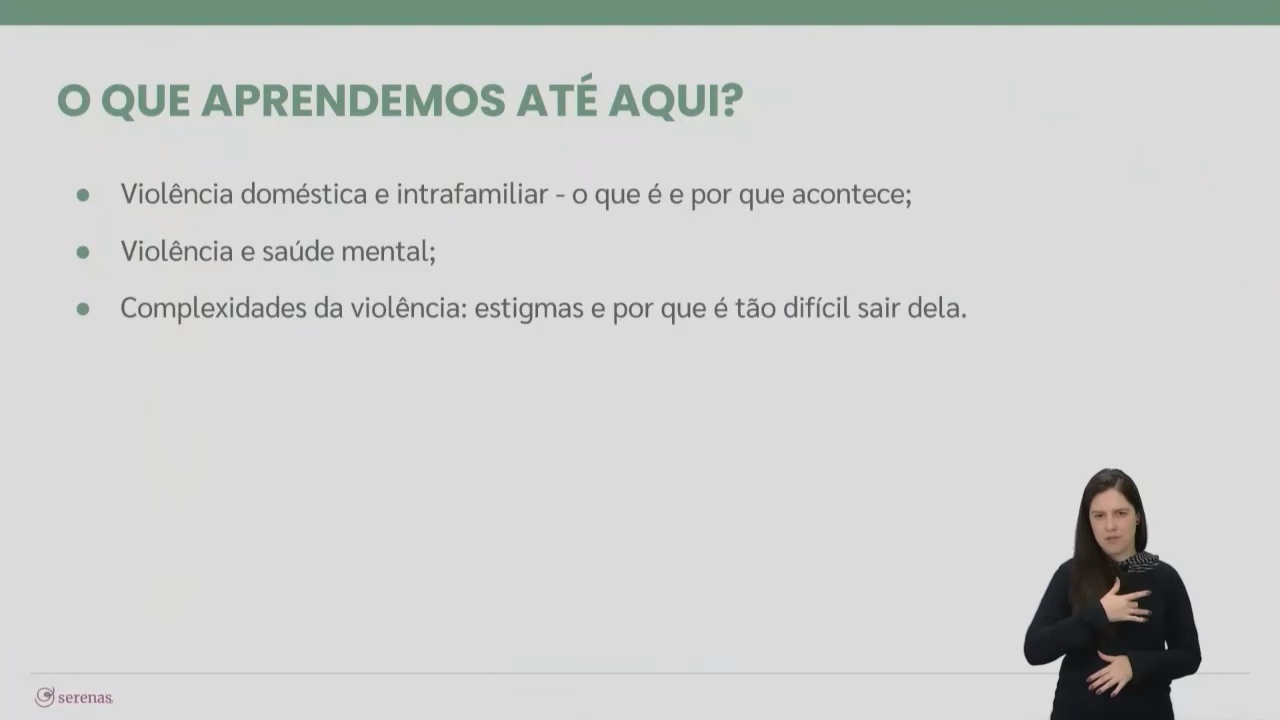 O QUE APRENDEMOS ATÉ AQUI?
● Violência doméstica e intrafamiliar - o que é e por que acontece;
● Violência e saúde mental;
● Complexidades da violência: estigmas e por que é tão difícil sair dela.
serenas